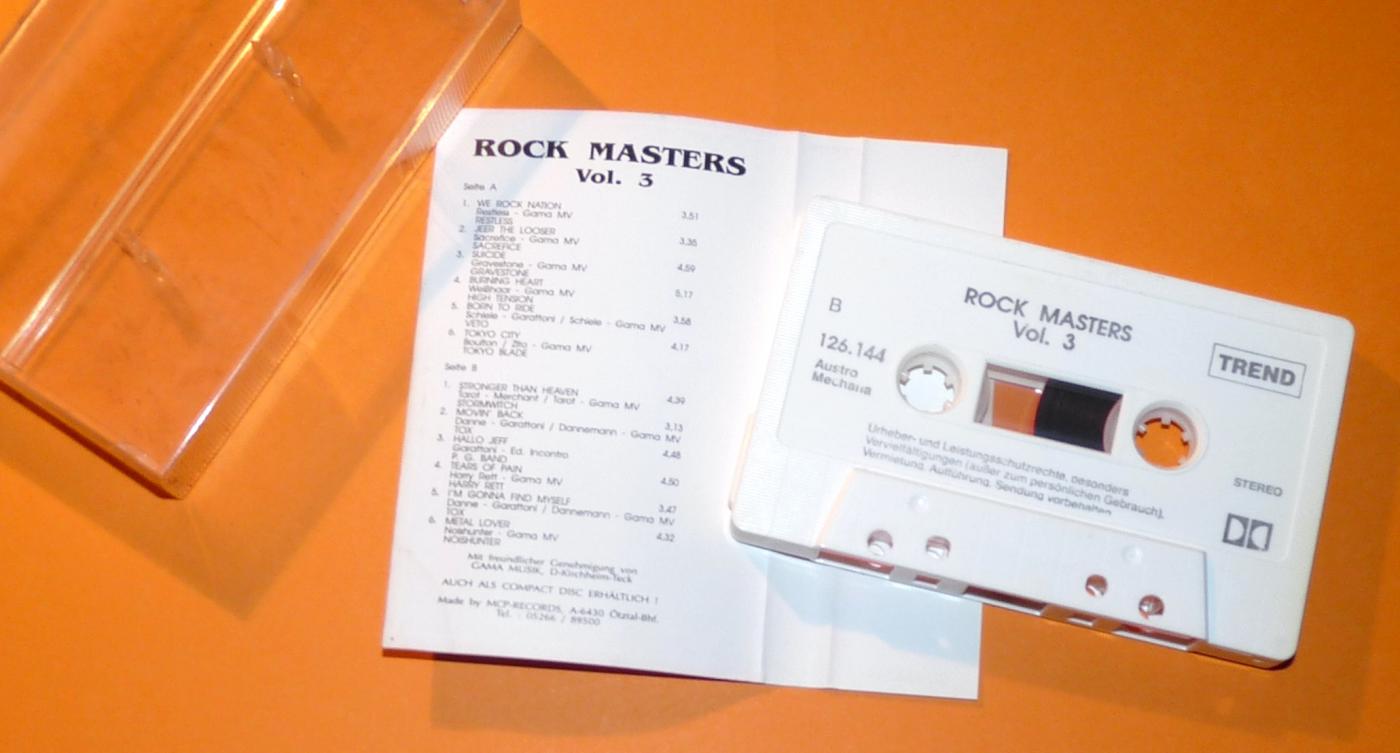 ROCK MASTERS
Vol. 3
Seite A
1. WE ROCK NATION
Restless - Gama MV 3,51
RESTLESS
2. JEER THE LOOSER
Sacrefice - Gama MV 3,36
SACREFICE
3. SUICIDE
Gravestone - Gama MV 4,59
GRAVESTONE
4. BURNING HEART
Weißhaar - Gama MV 5,17
HIGH TENSION
5. BORN TO RIDE
Schiele - Garattoni / Schiele - Gama MV 3,58
VETO
6. TOKYO CITY
Boulton / Zito - Gama MV 4,17
TOKYO BLADE
Seite B
1. STRONGER THAN HEAVEN
Tarot - Merchant / Tarot - Gama MV 4,39
STORMWITCH
2. MOVIN' BACK
Danne - Garattoni / Dannemann - Gama MV 3,13
TOX
3. HALLO JEFF
Garattoni - Ed. Incontro 4,48
P. G. BAND
4. TEARS OF PAIN
Harry Rett - Gama MV 4,50
HARRY RETT
5. I'M GONNA FIND MYSELF
Danne - Garattoni / Dannemann - Gama MV 3,47
TOX
6. METAL LOVER
Noishunter - Gama MV 4,32
NOISHUNTER
Mit freundlicher Genehmigung von
GAMA MUSIK, D-Kirchheim-Teck
AUCH ALS COMPACT DISC ERHÄLTLICH !
Made by MCP-RECORDS, A-6430 Ötztal-Bhf.
Tel. : 05266 / 89500
B
ROCK MASTERS
Vol. 3
126.144
Austro
Mechana
TREND
Urheber- und Leistungsschutzrechte, besonders
Vervielfältigungen (außer zum persönlichen Gebrauch),
Vermietung, Aufführung, Sendung vorbehalten
STEREO